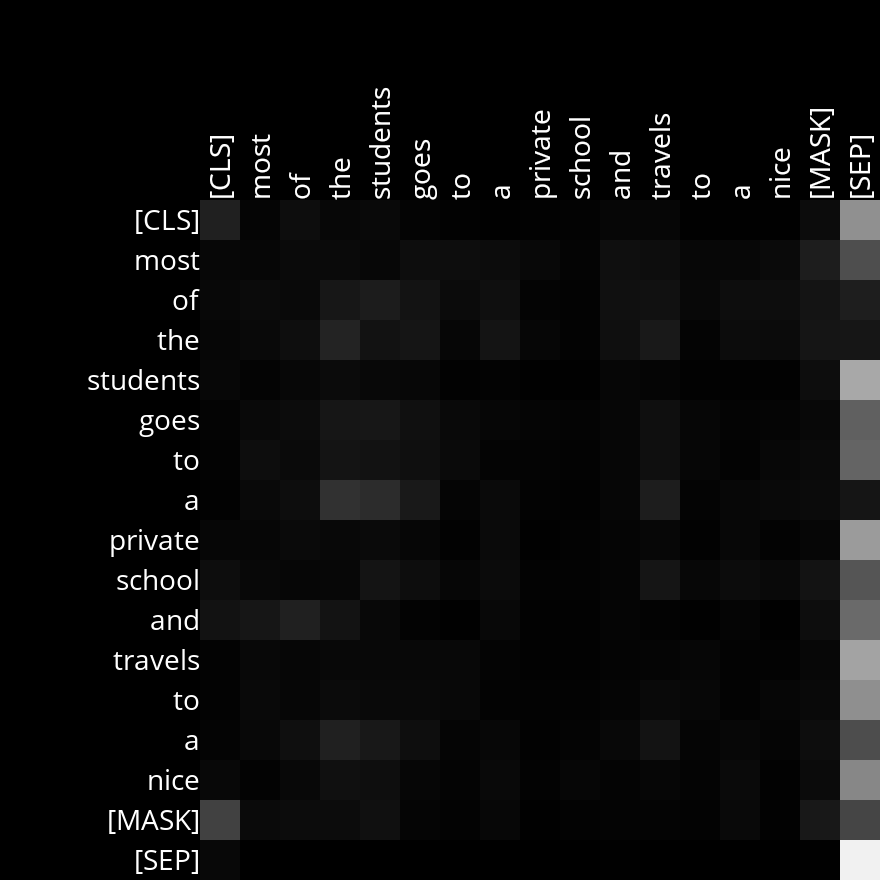 [CLS] most of the students goes to a private school and travels to a nice [MASK] [SEP]
[CLS]
most
of
the
students
goes
to
a
private
school
and
travels
to
a
nice
[MASK]
[SEP]